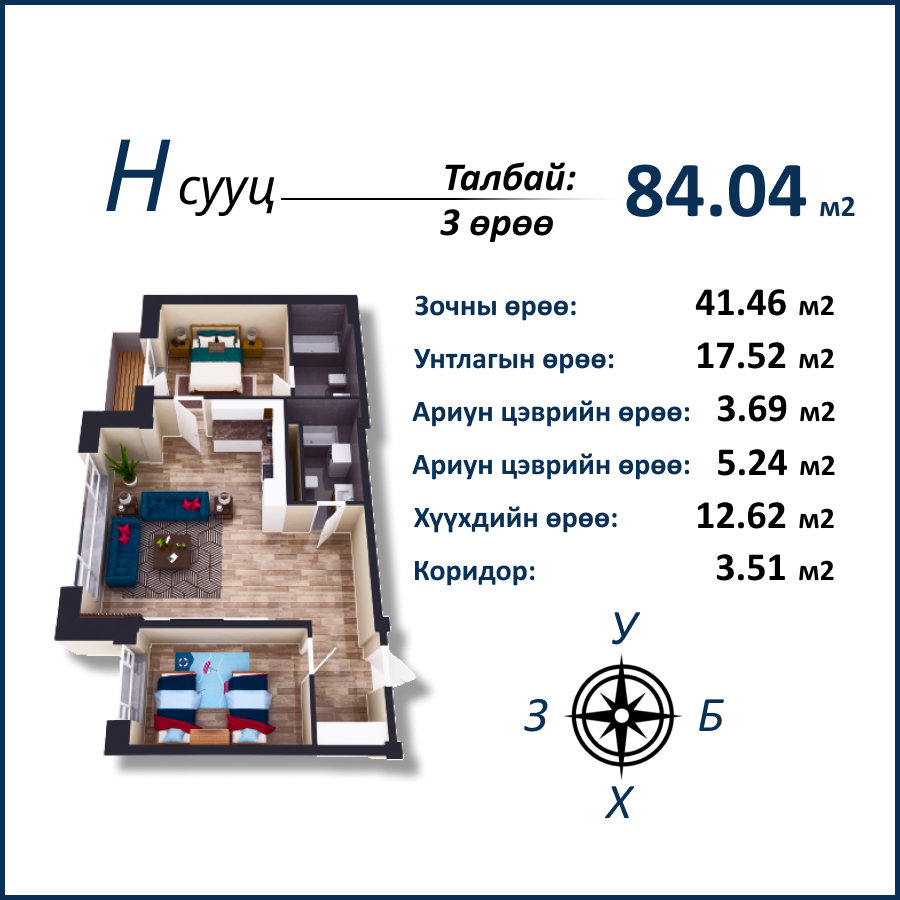 Н сууц
Талбай:
3 өрөө
84.04 м2
Зочны өрөө: 41.46 м2
Унтлагын өрөө: 17.52 м2
Ариун цэврийн өрөө: 3.69 м2
Ариун цэврийн өрөө: 5.24 м2
Хүүхдийн өрөө: 12.62 м2
Коридор: 3.51 м2
У
З Б
Х